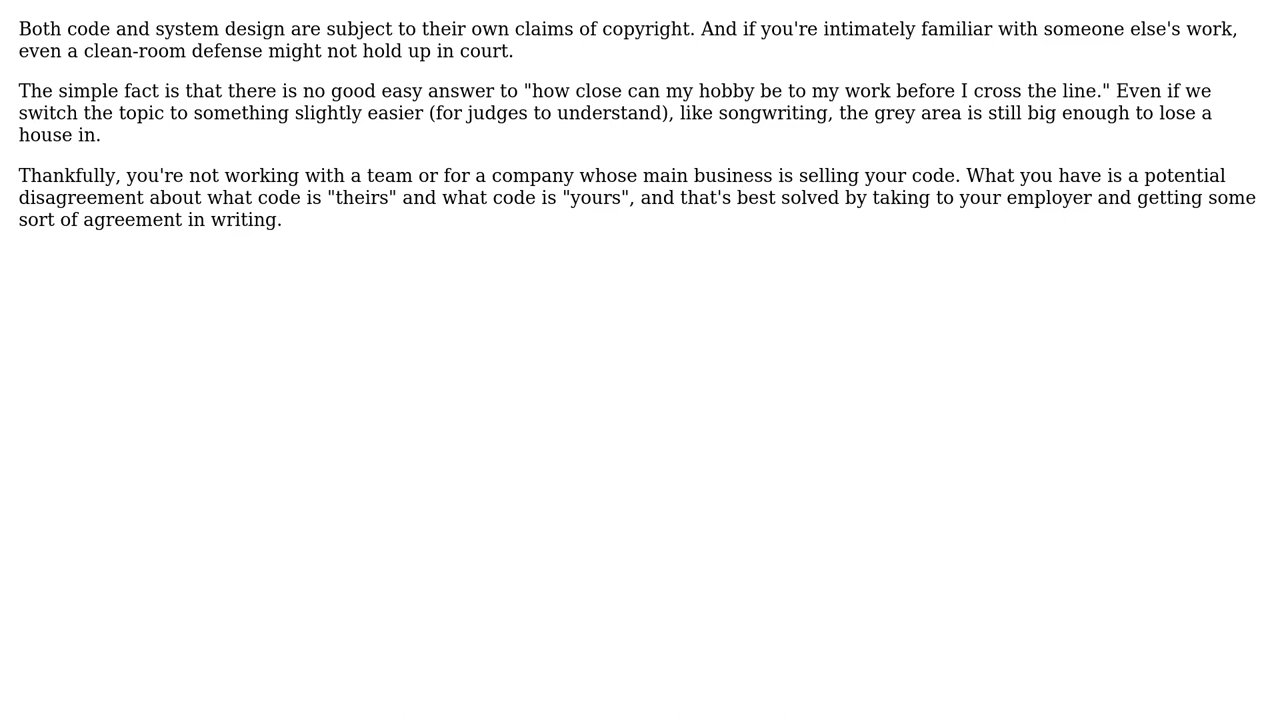 Both code and system design are subject to their own claims of copyright. And if you're intimately familiar with someone else's work,
even a clean-room defense might not hold up in court.
The simple fact is that there is no good easy answer to "how close can my hobby be to my work before I cross the line." Even if we
switch the topic to something slightly easier (for judges to understand), like songwriting, the grey area is still big enough to lose a
house in.
Thankfully, you're not working with a team or for a company whose main business is selling your code. What you have is a potential
disagreement about what code is "theirs" and what code is "yours", and that's best solved by taking to your employer and getting some
sort of agreement in writing.